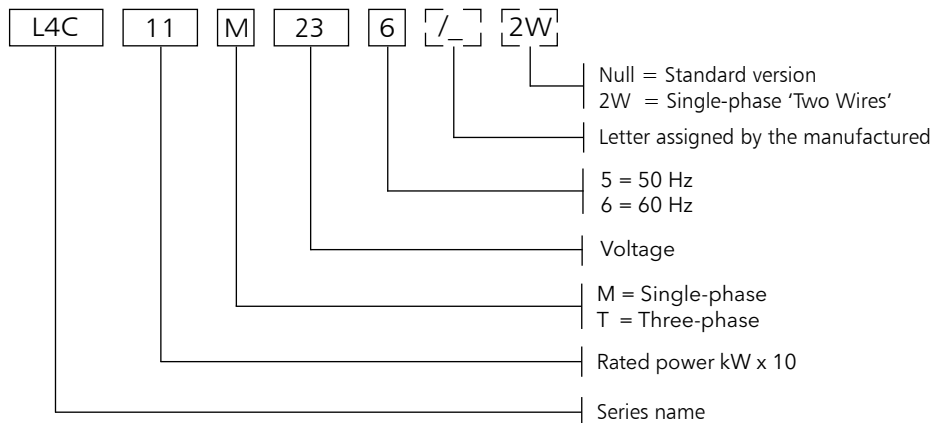 L4C 11 M 23 6 /_ 2W
Null = Standard version
2W = Single-phase ‘Two Wires’
Letter assigned by the manufactured
5 = 50 Hz
6 = 60 Hz
Voltage
M = Single-phase
T = Three-phase
Rated power kW x 10
Series name